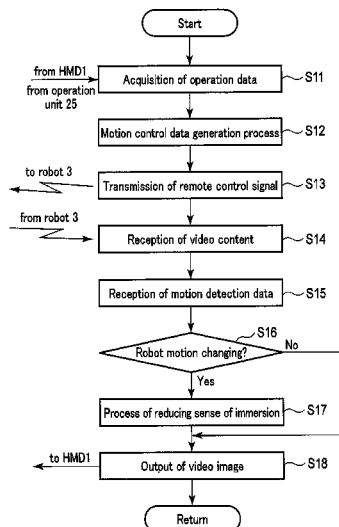 Start
from HMD1
from operation
unit 25
Acquisition of operation data
S11
Motion control data generation process
S12
to robot 3
Transmission of remote control signal
S13
from robot 3
Reception of video content
S14
Reception of motion detection data
S15
S16
Robot motion changing?
No
Yes
Process of reducing sense of immersion
S17
to HMD1
Output of video image
S18
Return